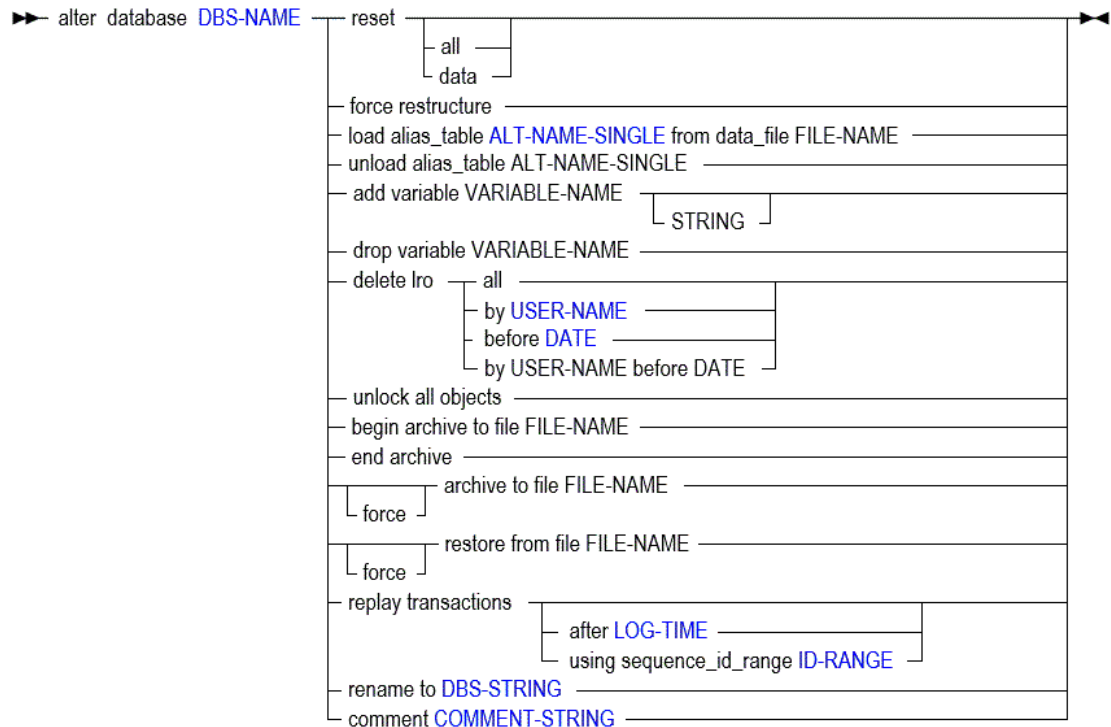 alter database DBS-NAME reset
all
data
force restructure
load alias_table ALT-NAME-SINGLE from data_file FILE-NAME
unload alias_table ALT-NAME-SINGLE
add variable VARIABLE-NAME
STRING
drop variable VARIABLE-NAME
delete lro all
by USER-NAME
before DATE
by USER-NAME before DATE
unlock all objects
begin archive to file FILE-NAME
end archive
archive to file FILE-NAME
force
restore from file FILE-NAME
force
replay transactions
after LOG-TIME
using sequence_id_range ID-RANGE
rename to DBS-STRING
comment COMMENT-STRING